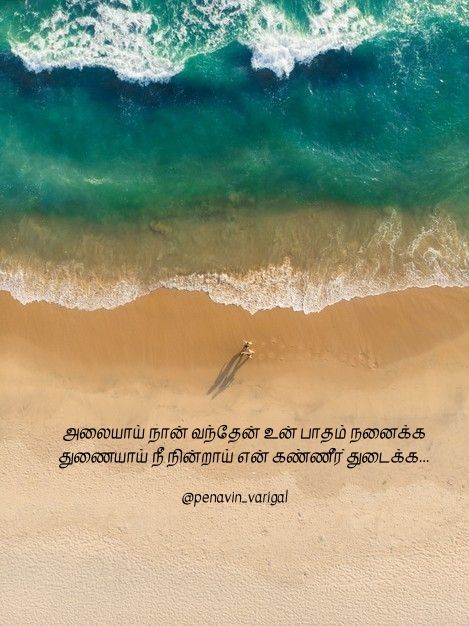 அலையாய் நான் வந்தேன் உன் பாதம் நனைக்க
துணையாய் நீ நின்றாய் என் கண்ணீர் துடைக்க...
@penavin_varigal